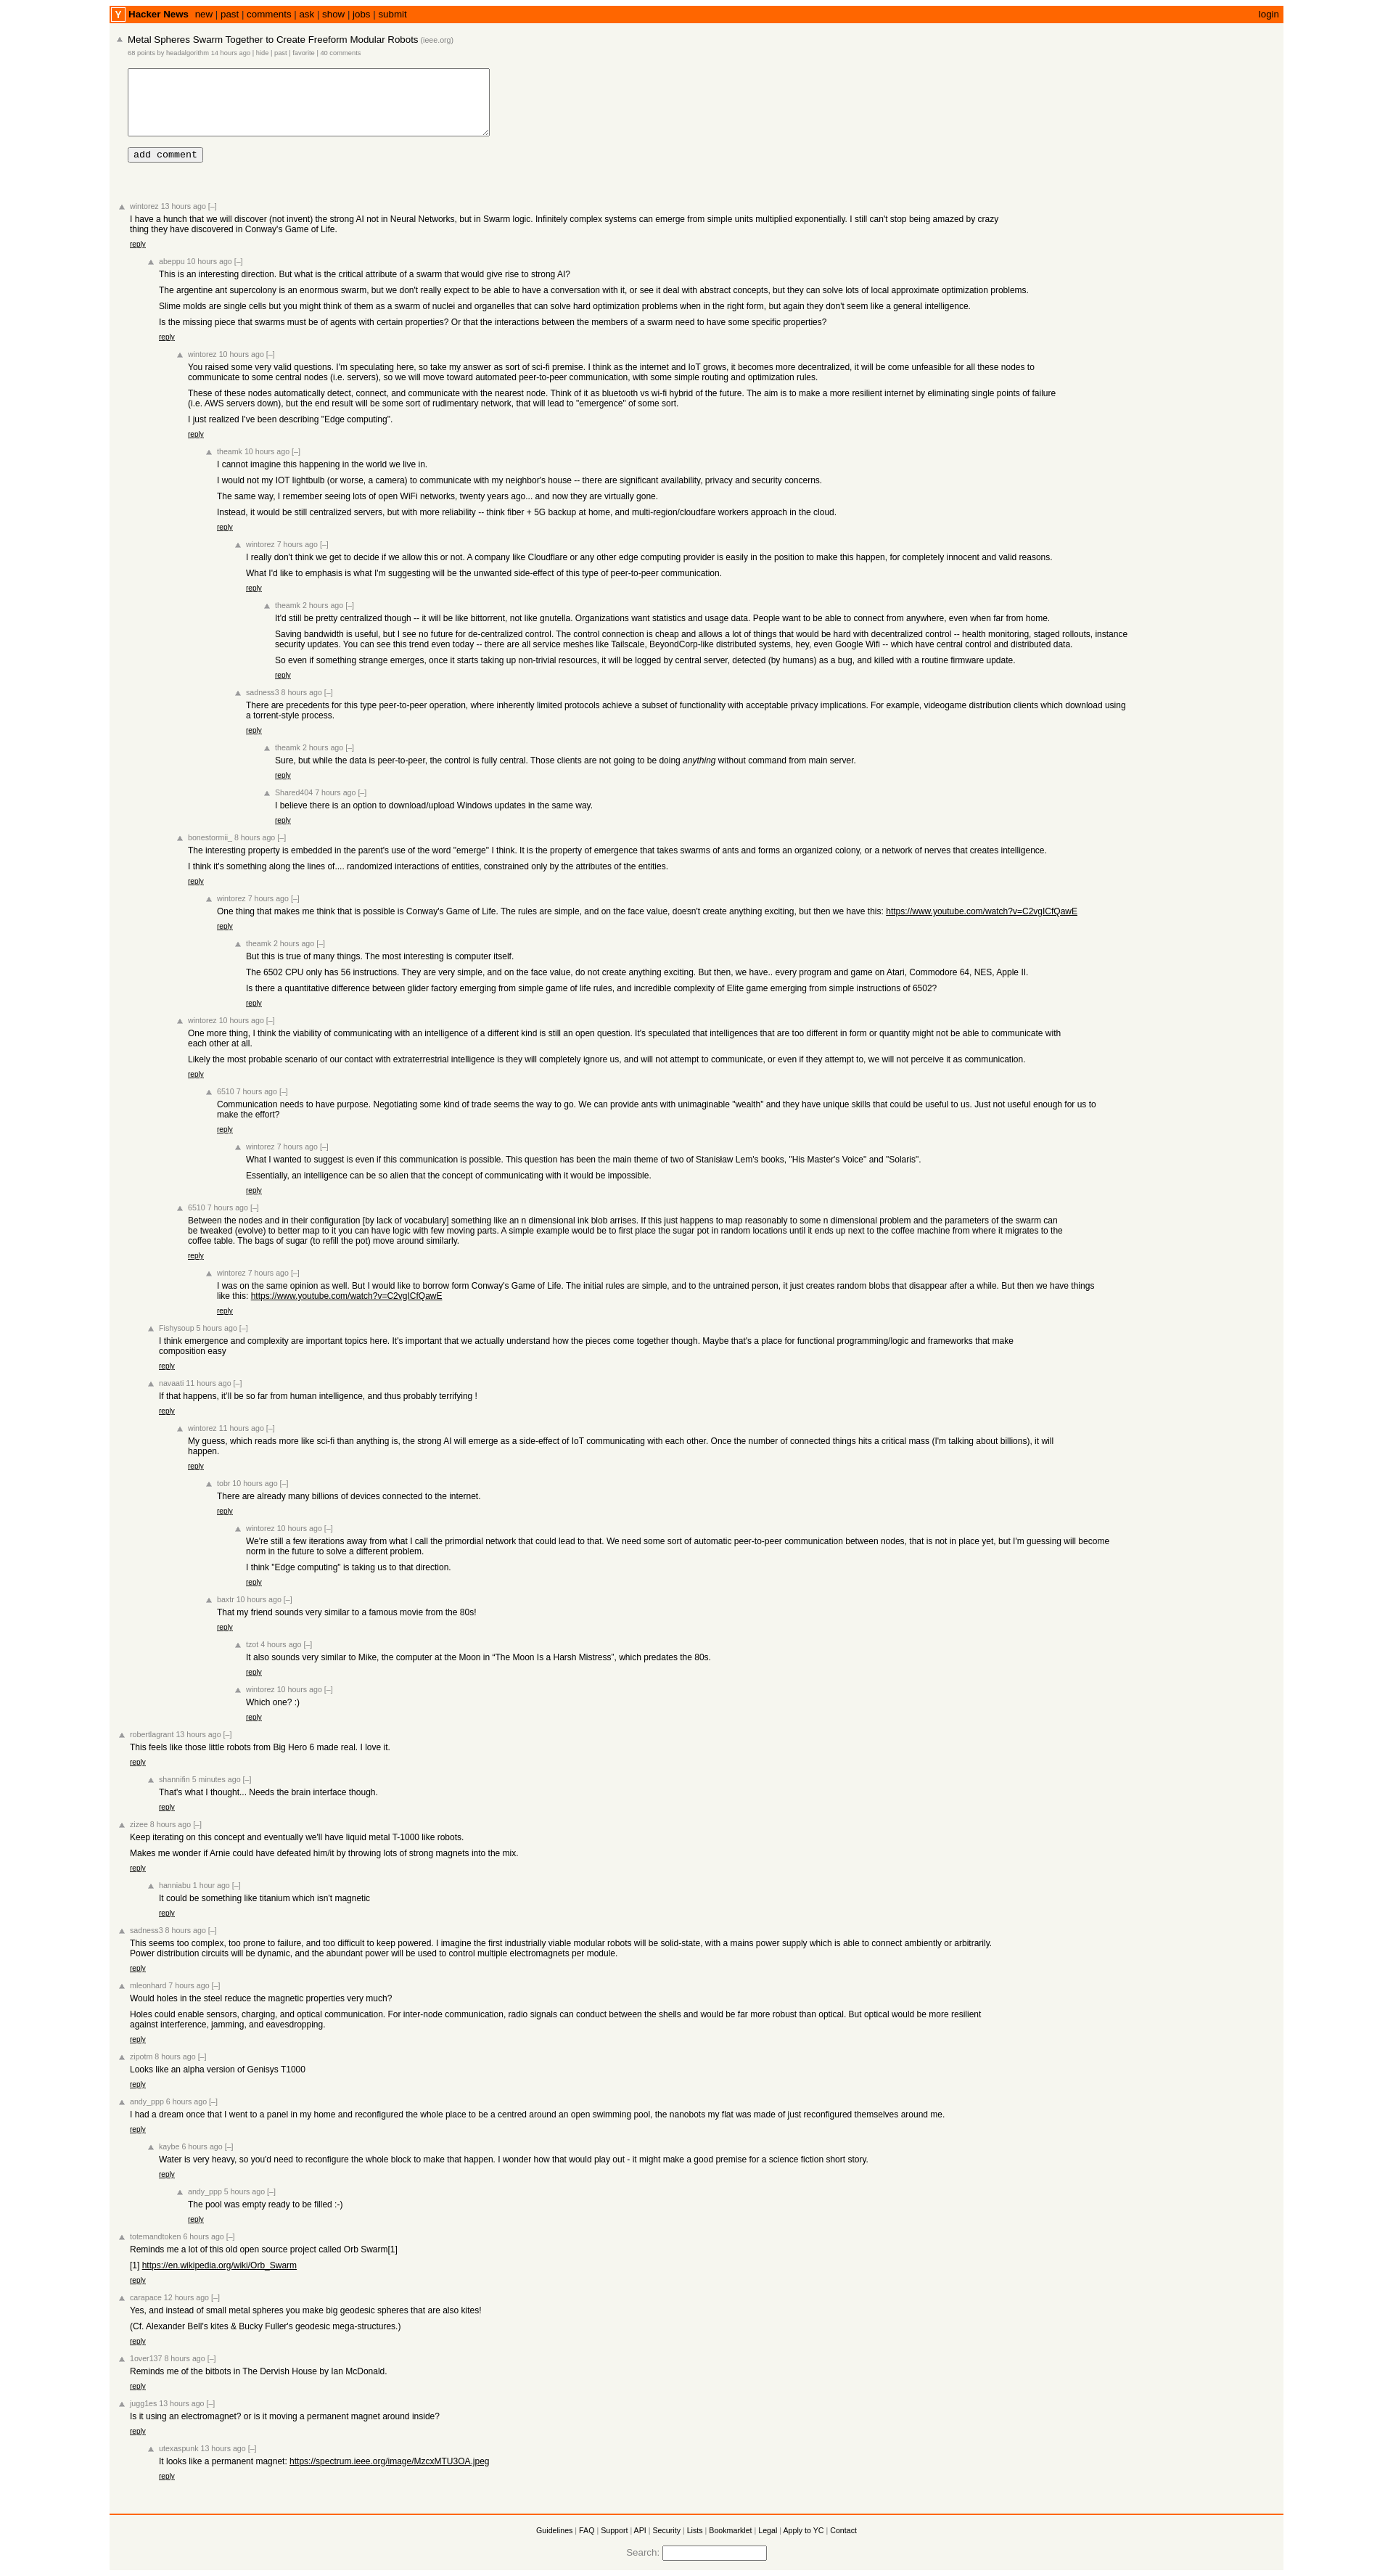 Y Hacker News new | past | comments | ask | show | jobs | submit login
Metal Spheres Swarm Together to Create Freeform Modular Robots (ieee.org)
68 points by headalgorithm 14 hours ago | hide | past | favorite | 40 comments
add comment
wintorez 13 hours ago [–]
I have a hunch that we will discover (not invent) the strong AI not in Neural Networks, but in Swarm logic. Infinitely complex systems can emerge from simple units multiplied exponentially. I still can't stop being amazed by crazy
thing they have discovered in Conway's Game of Life.
reply
abeppu 10 hours ago [–]
This is an interesting direction. But what is the critical attribute of a swarm that would give rise to strong AI?
The argentine ant supercolony is an enormous swarm, but we don't really expect to be able to have a conversation with it, or see it deal with abstract concepts, but they can solve lots of local approximate optimization problems.
Slime molds are single cells but you might think of them as a swarm of nuclei and organelles that can solve hard optimization problems when in the right form, but again they don't seem like a general intelligence.
Is the missing piece that swarms must be of agents with certain properties? Or that the interactions between the members of a swarm need to have some specific properties?
reply
wintorez 10 hours ago [–]
You raised some very valid questions. I'm speculating here, so take my answer as sort of sci-fi premise. I think as the internet and IoT grows, it becomes more decentralized, it will be come unfeasible for all these nodes to
communicate to some central nodes (i.e. servers), so we will move toward automated peer-to-peer communication, with some simple routing and optimization rules.
These of these nodes automatically detect, connect, and communicate with the nearest node. Think of it as bluetooth vs wi-fi hybrid of the future. The aim is to make a more resilient internet by eliminating single points of failure
(i.e. AWS servers down), but the end result will be some sort of rudimentary network, that will lead to "emergence" of some sort.
I just realized I've been describing "Edge computing".
reply
theamk 10 hours ago [–]
I cannot imagine this happening in the world we live in.
I would not my IOT lightbulb (or worse, a camera) to communicate with my neighbor's house -- there are significant availability, privacy and security concerns.
The same way, I remember seeing lots of open WiFi networks, twenty years ago... and now they are virtually gone.
Instead, it would be still centralized servers, but with more reliability -- think fiber + 5G backup at home, and multi-region/cloudfare workers approach in the cloud.
reply
wintorez 7 hours ago [–]
I really don't think we get to decide if we allow this or not. A company like Cloudflare or any other edge computing provider is easily in the position to make this happen, for completely innocent and valid reasons.
What I'd like to emphasis is what I'm suggesting will be the unwanted side-effect of this type of peer-to-peer communication.
reply
theamk 2 hours ago [–]
It'd still be pretty centralized though -- it will be like bittorrent, not like gnutella. Organizations want statistics and usage data. People want to be able to connect from anywhere, even when far from home.
Saving bandwidth is useful, but I see no future for de-centralized control. The control connection is cheap and allows a lot of things that would be hard with decentralized control -- health monitoring, staged rollouts, instance
security updates. You can see this trend even today -- there are all service meshes like Tailscale, BeyondCorp-like distributed systems, hey, even Google Wifi -- which have central control and distributed data.
So even if something strange emerges, once it starts taking up non-trivial resources, it will be logged by central server, detected (by humans) as a bug, and killed with a routine firmware update.
reply
sadness3 8 hours ago [–]
There are precedents for this type peer-to-peer operation, where inherently limited protocols achieve a subset of functionality with acceptable privacy implications. For example, videogame distribution clients which download using
a torrent-style process.
reply
theamk 2 hours ago [–]
Sure, but while the data is peer-to-peer, the control is fully central. Those clients are not going to be doing anything without command from main server.
reply
Shared404 7 hours ago [–]
I believe there is an option to download/upload Windows updates in the same way.
reply
bonestormii_ 8 hours ago [–]
The interesting property is embedded in the parent's use of the word "emerge" I think. It is the property of emergence that takes swarms of ants and forms an organized colony, or a network of nerves that creates intelligence.
I think it's something along the lines of.... randomized interactions of entities, constrained only by the attributes of the entities.
reply
wintorez 7 hours ago [–]
One thing that makes me think that is possible is Conway's Game of Life. The rules are simple, and on the face value, doesn't create anything exciting, but then we have this: https://www.youtube.com/watch?v=C2vgICfQawE
reply
theamk 2 hours ago [–]
But this is true of many things. The most interesting is computer itself.
The 6502 CPU only has 56 instructions. They are very simple, and on the face value, do not create anything exciting. But then, we have.. every program and game on Atari, Commodore 64, NES, Apple II.
Is there a quantitative difference between glider factory emerging from simple game of life rules, and incredible complexity of Elite game emerging from simple instructions of 6502?
reply
wintorez 10 hours ago [–]
One more thing, I think the viability of communicating with an intelligence of a different kind is still an open question. It's speculated that intelligences that are too different in form or quantity might not be able to communicate with
each other at all.
Likely the most probable scenario of our contact with extraterrestrial intelligence is they will completely ignore us, and will not attempt to communicate, or even if they attempt to, we will not perceive it as communication.
reply
6510 7 hours ago [–]
Communication needs to have purpose. Negotiating some kind of trade seems the way to go. We can provide ants with unimaginable "wealth" and they have unique skills that could be useful to us. Just not useful enough for us to
make the effort?
reply
wintorez 7 hours ago [–]
What I wanted to suggest is even if this communication is possible. This question has been the main theme of two of Stanisław Lem's books, "His Master's Voice" and "Solaris".
Essentially, an intelligence can be so alien that the concept of communicating with it would be impossible.
reply
6510 7 hours ago [–]
Between the nodes and in their configuration [by lack of vocabulary] something like an n dimensional ink blob arrises. If this just happens to map reasonably to some n dimensional problem and the parameters of the swarm can
be tweaked (evolve) to better map to it you can have logic with few moving parts. A simple example would be to first place the sugar pot in random locations until it ends up next to the coffee machine from where it migrates to the
coffee table. The bags of sugar (to refill the pot) move around similarly.
reply
wintorez 7 hours ago [–]
I was on the same opinion as well. But I would like to borrow form Conway's Game of Life. The initial rules are simple, and to the untrained person, it just creates random blobs that disappear after a while. But then we have things
like this: https://www.youtube.com/watch?v=C2vgICfQawE
reply
Fishysoup 5 hours ago [–]
I think emergence and complexity are important topics here. It's important that we actually understand how the pieces come together though. Maybe that's a place for functional programming/logic and frameworks that make
composition easy
reply
navaati 11 hours ago [–]
If that happens, it'll be so far from human intelligence, and thus probably terrifying !
reply
wintorez 11 hours ago [–]
My guess, which reads more like sci-fi than anything is, the strong AI will emerge as a side-effect of IoT communicating with each other. Once the number of connected things hits a critical mass (I'm talking about billions), it will
happen.
reply
tobr 10 hours ago [–]
There are already many billions of devices connected to the internet.
reply
wintorez 10 hours ago [–]
We're still a few iterations away from what I call the primordial network that could lead to that. We need some sort of automatic peer-to-peer communication between nodes, that is not in place yet, but I'm guessing will become
norm in the future to solve a different problem.
I think "Edge computing" is taking us to that direction.
reply
baxtr 10 hours ago [–]
That my friend sounds very similar to a famous movie from the 80s!
reply
tzot 4 hours ago [–]
It also sounds very similar to Mike, the computer at the Moon in “The Moon Is a Harsh Mistress”, which predates the 80s.
reply
wintorez 10 hours ago [–]
Which one? :)
reply
robertlagrant 13 hours ago [–]
This feels like those little robots from Big Hero 6 made real. I love it.
reply
shannifin 5 minutes ago [–]
That's what I thought... Needs the brain interface though.
reply
zizee 8 hours ago [–]
Keep iterating on this concept and eventually we'll have liquid metal T-1000 like robots.
Makes me wonder if Arnie could have defeated him/it by throwing lots of strong magnets into the mix.
reply
hanniabu 1 hour ago [–]
It could be something like titanium which isn't magnetic
reply
sadness3 8 hours ago [–]
This seems too complex, too prone to failure, and too difficult to keep powered. I imagine the first industrially viable modular robots will be solid-state, with a mains power supply which is able to connect ambiently or arbitrarily.
Power distribution circuits will be dynamic, and the abundant power will be used to control multiple electromagnets per module.
reply
mleonhard 7 hours ago [–]
Would holes in the steel reduce the magnetic properties very much?
Holes could enable sensors, charging, and optical communication. For inter-node communication, radio signals can conduct between the shells and would be far more robust than optical. But optical would be more resilient
against interference, jamming, and eavesdropping.
reply
zipotm 8 hours ago [–]
Looks like an alpha version of Genisys T1000
reply
andy_ppp 6 hours ago [–]
I had a dream once that I went to a panel in my home and reconfigured the whole place to be a centred around an open swimming pool, the nanobots my flat was made of just reconfigured themselves around me.
reply
kaybe 6 hours ago [–]
Water is very heavy, so you'd need to reconfigure the whole block to make that happen. I wonder how that would play out - it might make a good premise for a science fiction short story.
reply
andy_ppp 5 hours ago [–]
The pool was empty ready to be filled :-)
reply
totemandtoken 6 hours ago [–]
Reminds me a lot of this old open source project called Orb Swarm[1]
[1] https://en.wikipedia.org/wiki/Orb_Swarm
reply
carapace 12 hours ago [–]
Yes, and instead of small metal spheres you make big geodesic spheres that are also kites!
(Cf. Alexander Bell's kites & Bucky Fuller's geodesic mega-structures.)
reply
1over137 8 hours ago [–]
Reminds me of the bitbots in The Dervish House by Ian McDonald.
reply
jugg1es 13 hours ago [–]
Is it using an electromagnet? or is it moving a permanent magnet around inside?
reply
utexaspunk 13 hours ago [–]
It looks like a permanent magnet: https://spectrum.ieee.org/image/MzcxMTU3OA.jpeg
reply
Guidelines | FAQ | Support | API | Security | Lists | Bookmarklet | Legal | Apply to YC | Contact
Search: